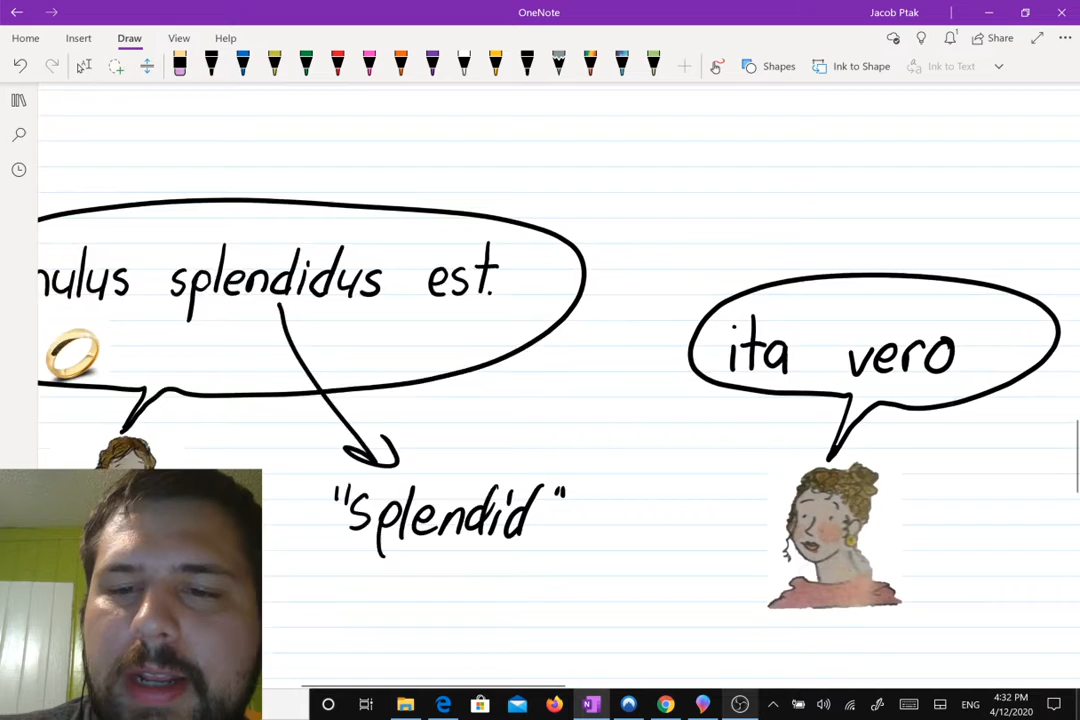 OneNote
Jacob Ptak
Home Insert Draw View Help
Share
Shapes Ink to Shape Ink to Text
splendidus est.
ita vero
"Splendid"
ENG
4:32 PM
4/12/2020